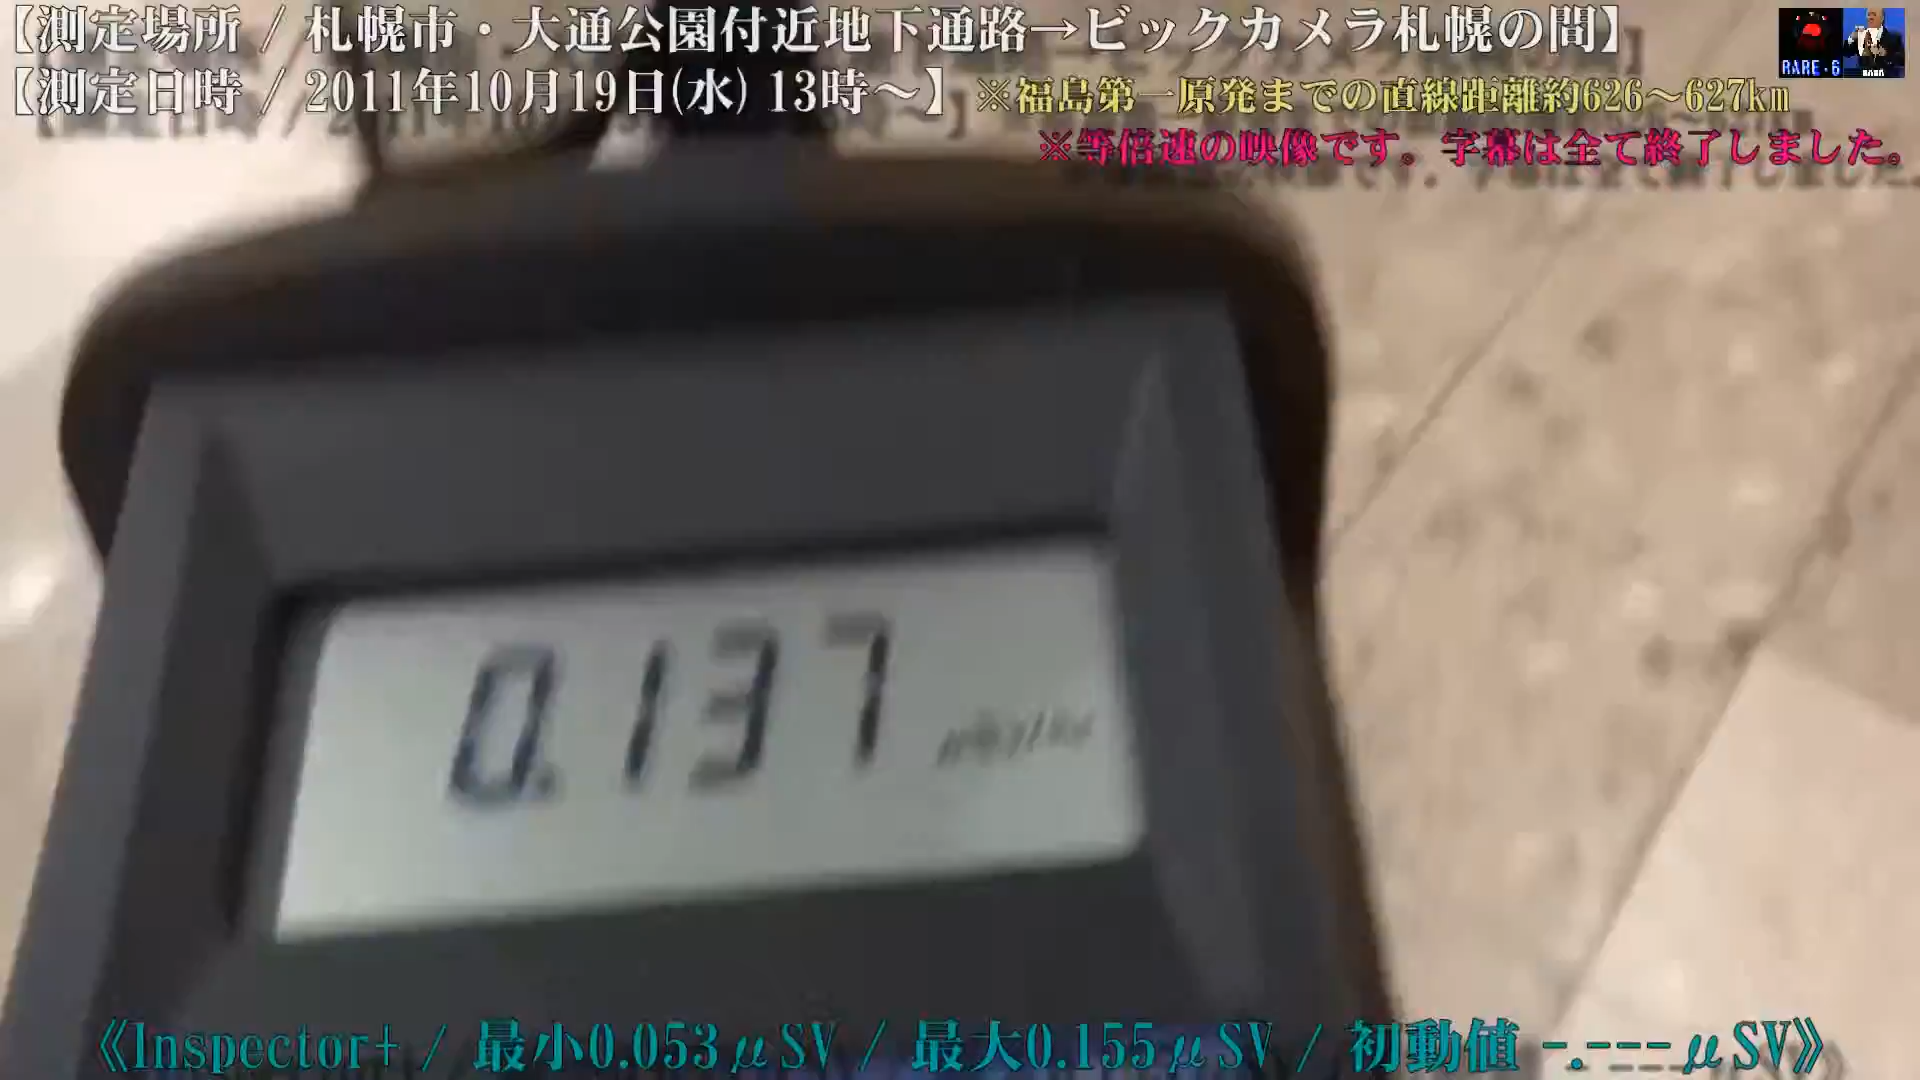 【測定場所 / 札幌市・大通公園付近地下通路→ビックカメラ札幌の間】
【測定日時 / 2011年10月19日(水) 13時～】 ※福島第一原発までの直線距離約626～627km
※等倍速の映像です。字幕は全て終了しました。
RARE・6
0.137
《Inspector+ / 最小0.053μSV / 最大0.155μSV / 初動値 -.---μSV》